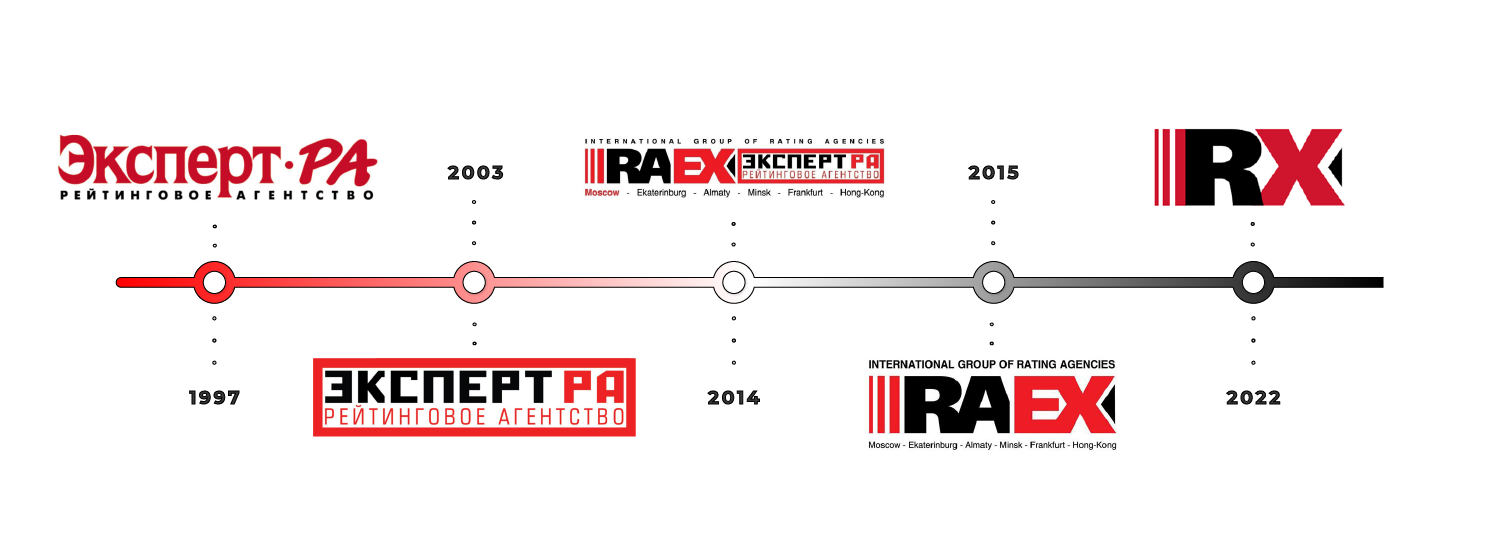 Эксперт·РА
РЕЙТИНГОВОЕ АГЕНТСТВО
1997
2003
ЭКСПЕРТ РА
РЕЙТИНГОВОЕ АГЕНТСТВО
INTERNATIONAL GROUP OF RATING AGENCIES
RAEX ЭКСПЕРТ РА
РЕЙТИНГОВОЕ АГЕНТСТВО
Moscow - Ekaterinburg - Almaty - Minsk - Frankfurt - Hong-Kong
2014
2015
INTERNATIONAL GROUP OF RATING AGENCIES
RAEX
Moscow - Ekaterinburg - Almaty - Minsk - Frankfurt - Hong-Kong
RX
2022